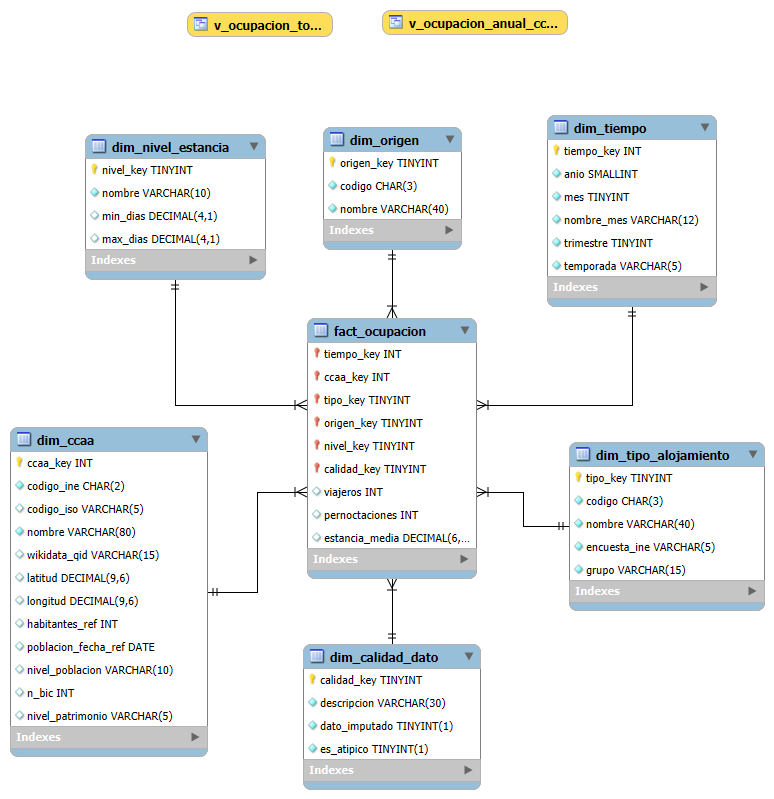 v_ocupacion_to...
v_ocupacion_anual_cc...
dim_nivel_estancia
nivel_key TINYINT
nombre VARCHAR(10)
min_dias DECIMAL(4,1)
max_dias DECIMAL(4,1)
Indexes
dim_origen
origen_key TINYINT
codigo CHAR(3)
nombre VARCHAR(40)
Indexes
dim_tiempo
tiempo_key INT
anio SMALLINT
mes TINYINT
nombre_mes VARCHAR(12)
trimestre TINYINT
temporada VARCHAR(5)
Indexes
fact_ocupacion
tiempo_key INT
ccaa_key INT
tipo_key TINYINT
origen_key TINYINT
nivel_key TINYINT
calidad_key TINYINT
viajeros INT
pernoctaciones INT
estancia_media DECIMAL(6,...
Indexes
dim_ccaa
ccaa_key INT
codigo_ine CHAR(2)
codigo_iso VARCHAR(5)
nombre VARCHAR(80)
wikidata_qid VARCHAR(15)
latitud DECIMAL(9,6)
longitud DECIMAL(9,6)
habitantes_ref INT
poblacion_fecha_ref DATE
nivel_poblacion VARCHAR(10)
n_bic INT
nivel_patrimonio VARCHAR(5)
Indexes
dim_tipo_alojamiento
tipo_key TINYINT
codigo CHAR(3)
nombre VARCHAR(40)
encuesta_ine VARCHAR(5)
grupo VARCHAR(15)
Indexes
dim_calidad_dato
calidad_key TINYINT
descripcion VARCHAR(30)
dato_imputado TINYINT(1)
es_atipico TINYINT(1)
Indexes